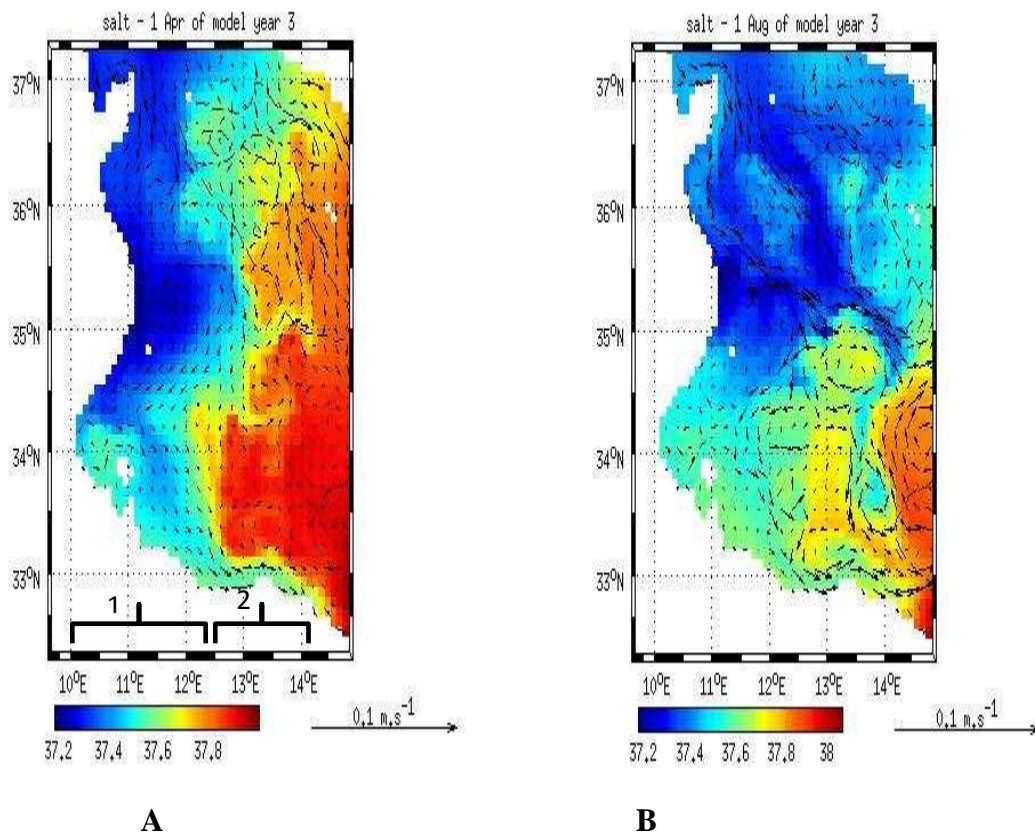 salt - 1 Apr of model year 3
37°N
36°N
35°N
34°N
33°N
1
2
10°E 11°E 12°E 13°E 14°E
37.2 37.4 37.6 37.8
0.1 m.s⁻¹
A
salt - 1 Aug of model year 3
37°N
36°N
35°N
34°N
33°N
10°E 11°E 12°E 13°E 14°E
37.2 37.4 37.6 37.8 38
0.1 m.s⁻¹
B